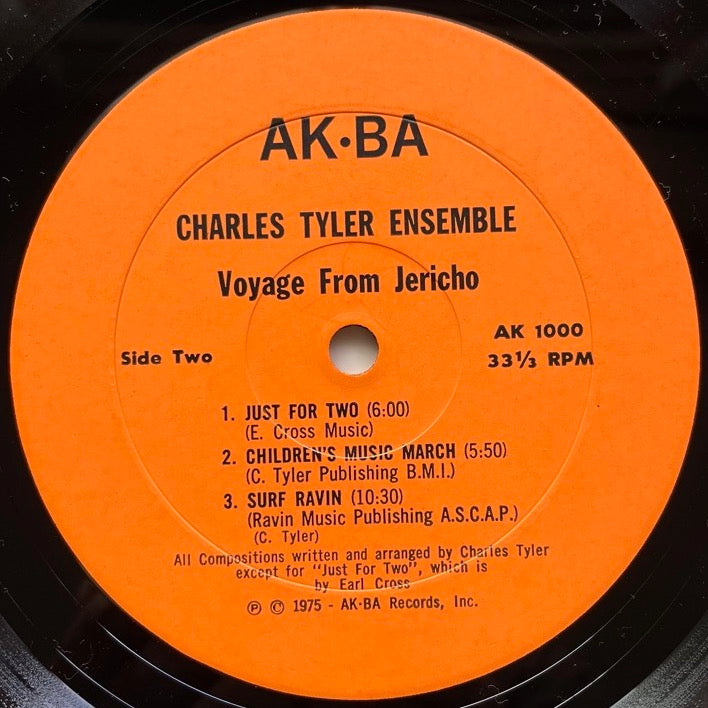 AK•BA
CHARLES TYLER ENSEMBLE
Voyage From Jericho
Side Two
AK 1000
33⅓ RPM
1. JUST FOR TWO (6:00)
(E. Cross Music)
2. CHILDREN'S MUSIC MARCH (5:50)
(C. Tyler Publishing B.M.I.)
3. SURF RAVIN (10:30)
(Ravin Music Publishing A.S.C.A.P.)
(C. Tyler)
All Compositions written and arranged by Charles Tyler
except for "Just For Two", which is
by Earl Cross
℗ © 1975 - AK•BA Records, Inc.